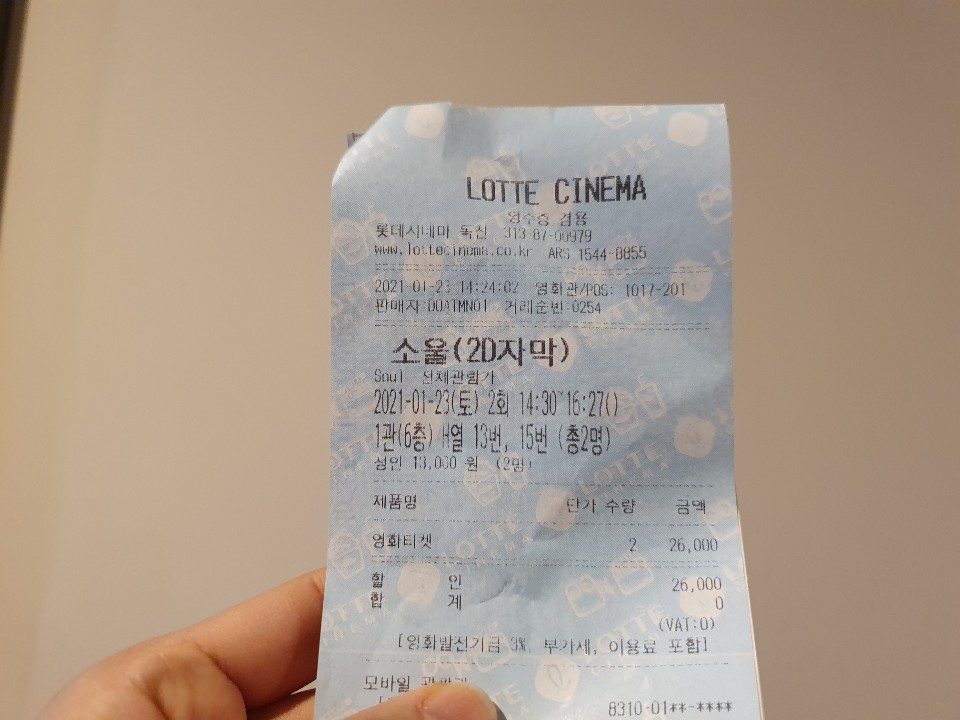 LOTTE CINEMA
영수증 겸용
롯데시네마 독산 313-87-00979
www.lottecinema.co.kr ARS 1544-8855
2021-01-23 14:24:02 영화관/POS: 1017-201
판매자:DOATMN01 거래순번:0254
소울(2D자막)
Soul 전체관람가
2021-01-23(토) 2회 14:30~16:27()
1관(6층) H열 13번, 15번 (총2명)
성인 13,000 원 (2명)
제품명 단가 수량 금액
영화티켓 2 26,000
할 인 26,000
합 계 0
(VAT:0)
[영화발전기금 3%, 부가세, 이용료 포함]
모바일
8310-01**-****